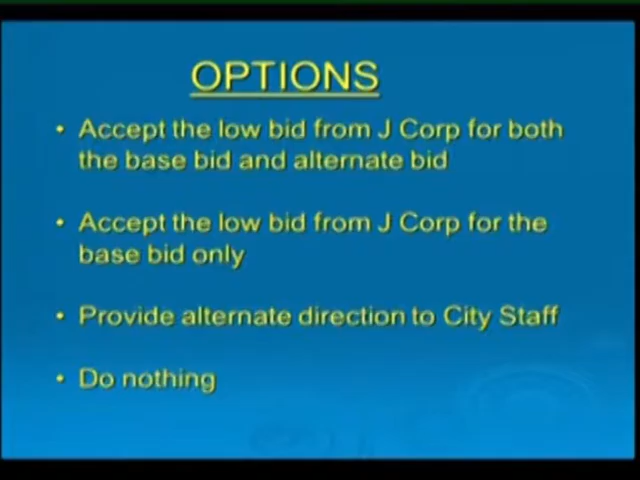 OPTIONS
• Accept the low bid from J Corp for both
the base bid and alternate bid
• Accept the low bid from J Corp for the
base bid only
• Provide alternate direction to City Staff
• Do nothing